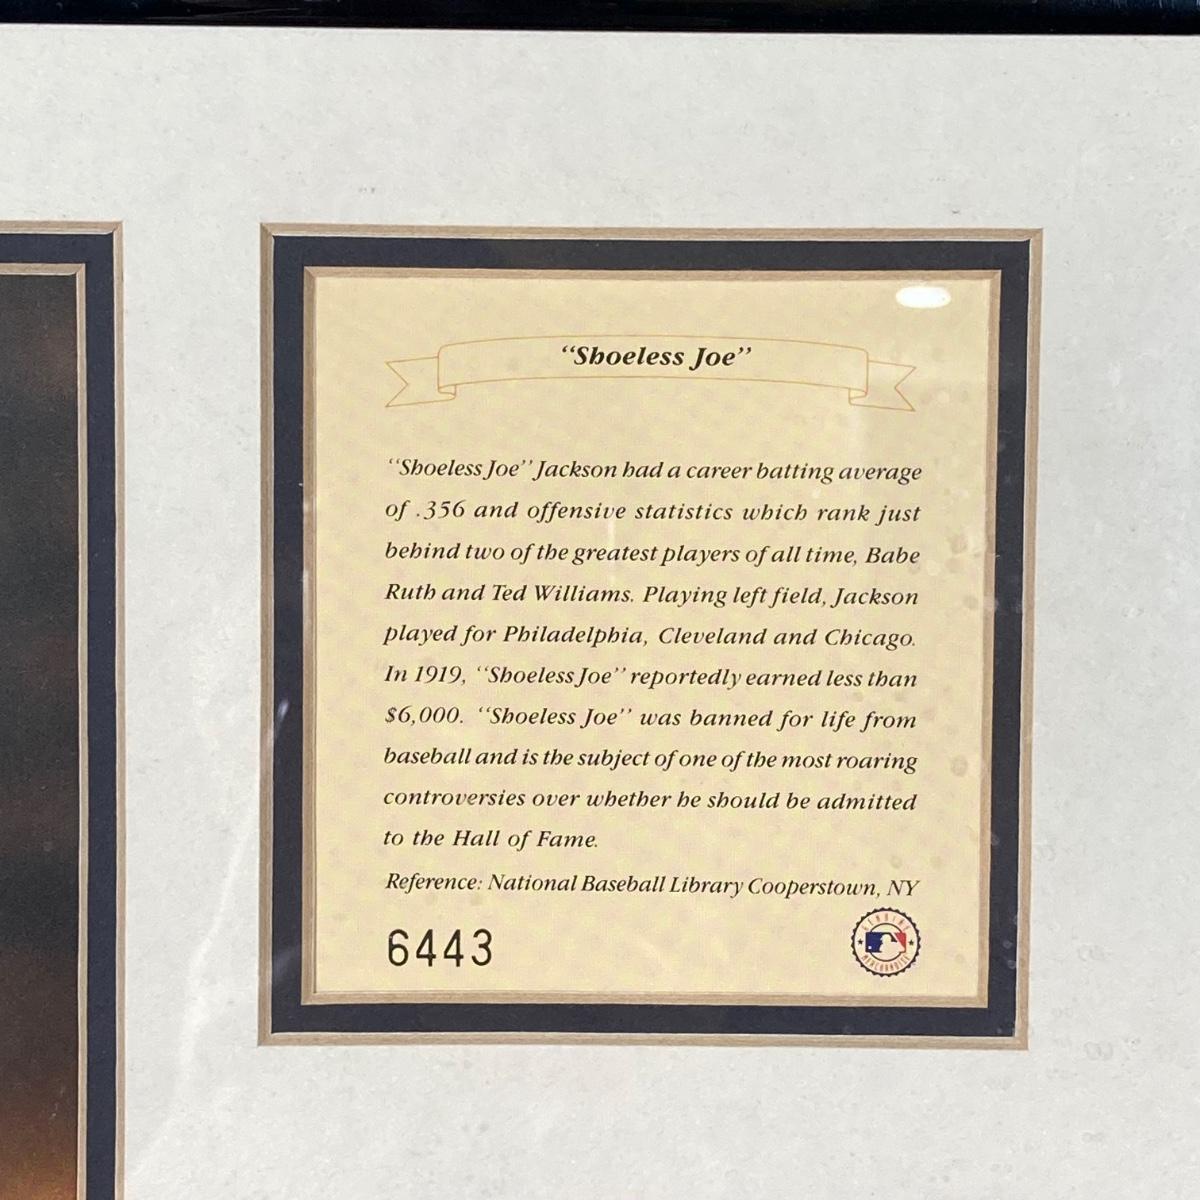 “Shoeless Joe”
“Shoeless Joe” Jackson had a career batting average
of .356 and offensive statistics which rank just
behind two of the greatest players of all time, Babe
Ruth and Ted Williams. Playing left field, Jackson
played for Philadelphia, Cleveland and Chicago.
In 1919, “Shoeless Joe” reportedly earned less than
$6,000. “Shoeless Joe” was banned for life from
baseball and is the subject of one of the most roaring
controversies over whether he should be admitted
to the Hall of Fame.
Reference: National Baseball Library Cooperstown, NY
6443
GENUINE
MERCHANDISE